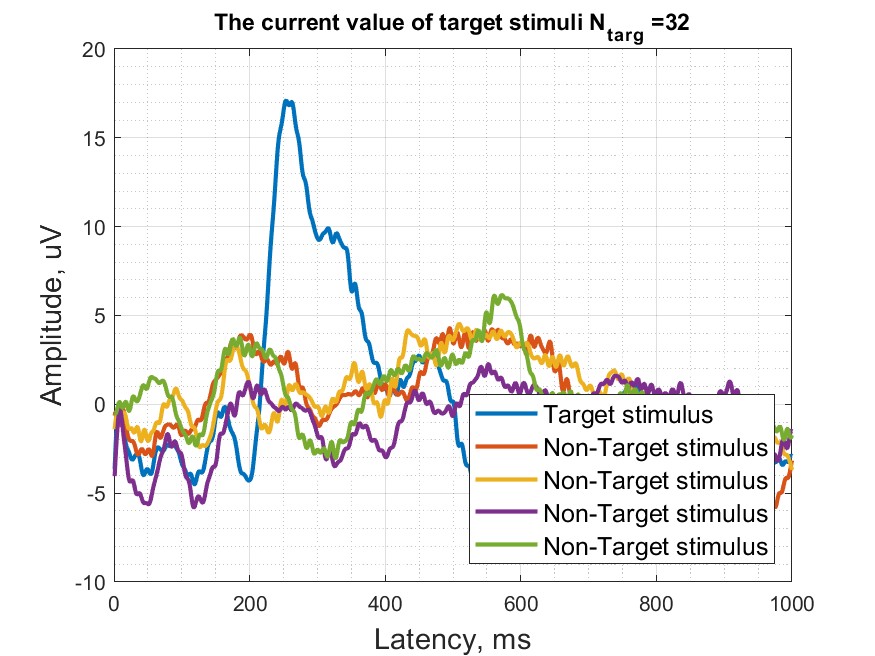 The current value of target stimuli N_targ =32
20
15
10
5
0
-5
-10
Amplitude, uV
Target stimulus
Non-Target stimulus
Non-Target stimulus
Non-Target stimulus
Non-Target stimulus
0 200 400 600 800 1000
Latency, ms